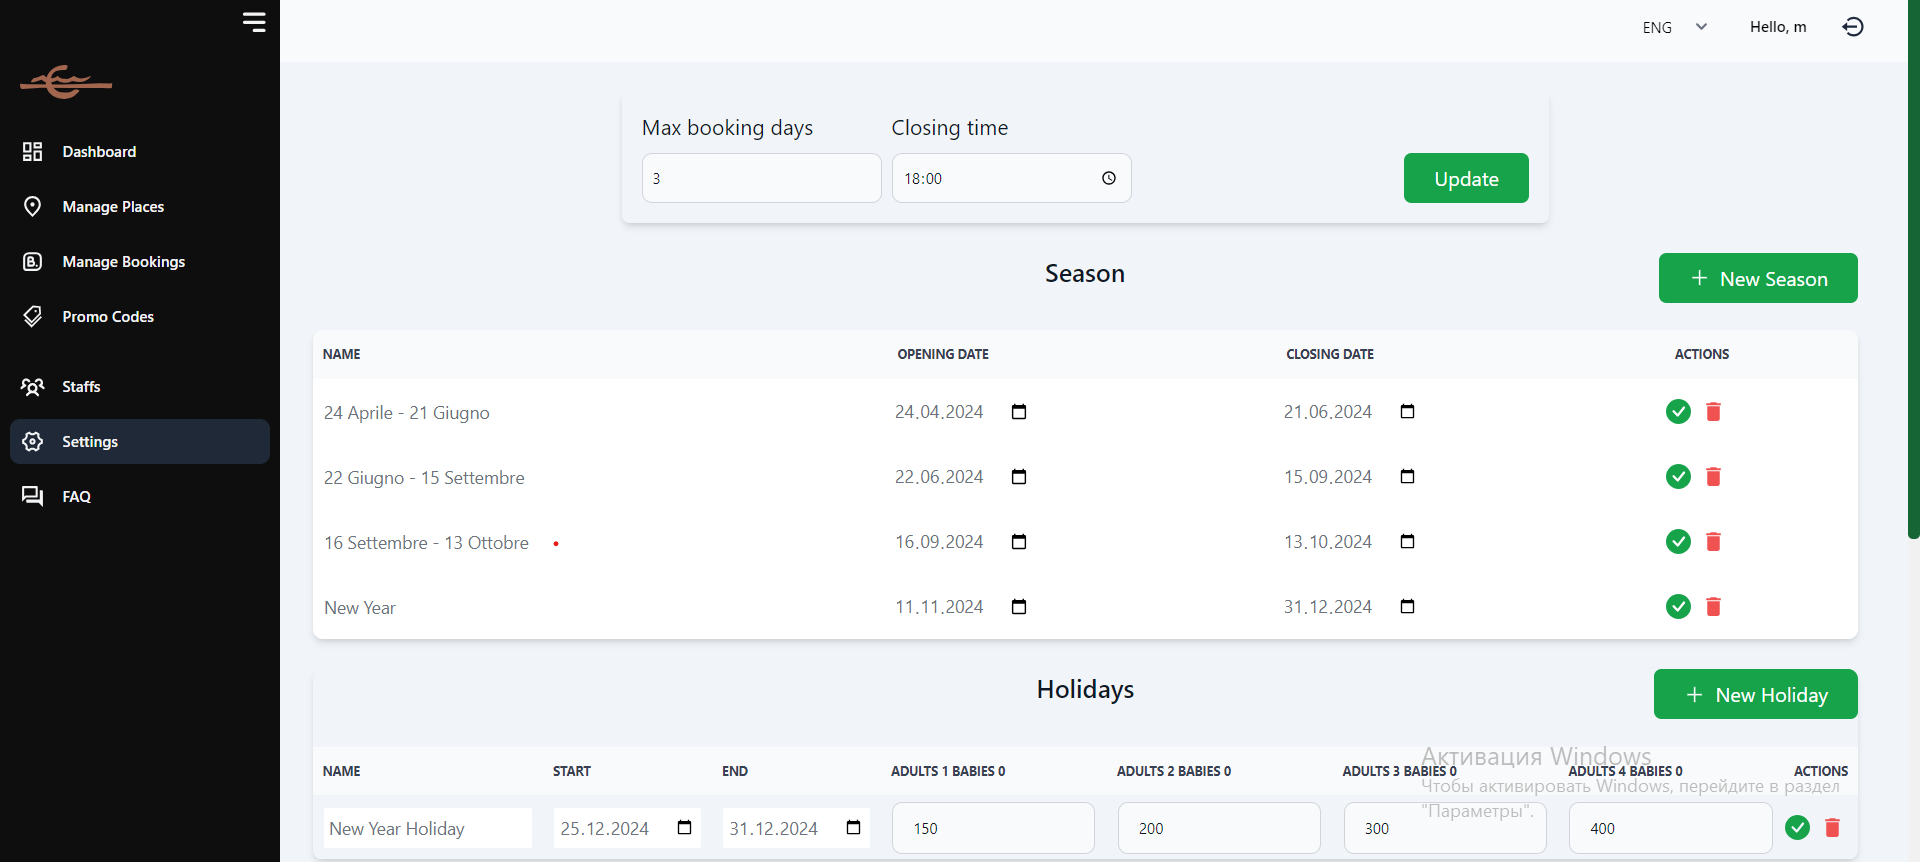 ENG
Hello, m
Dashboard
Manage Places
Manage Bookings
Promo Codes
Staffs
Settings
FAQ
Max booking days
Closing time
3
18:00
Update
Season
+ New Season
NAME OPENING DATE CLOSING DATE ACTIONS
24 Aprile - 21 Giugno 24.04.2024 21.06.2024
22 Giugno - 15 Settembre 22.06.2024 15.09.2024
16 Settembre - 13 Ottobre 16.09.2024 13.10.2024
New Year 11.11.2024 31.12.2024
Holidays
+ New Holiday
NAME START END ADULTS 1 BABIES 0 ADULTS 2 BABIES 0 ADULTS 3 BABIES 0 ADULTS 4 BABIES 0 ACTIONS
New Year Holiday 25.12.2024 31.12.2024 150 200 300 400
Активация Windows
Чтобы активировать Windows, перейдите в раздел
"Параметры".